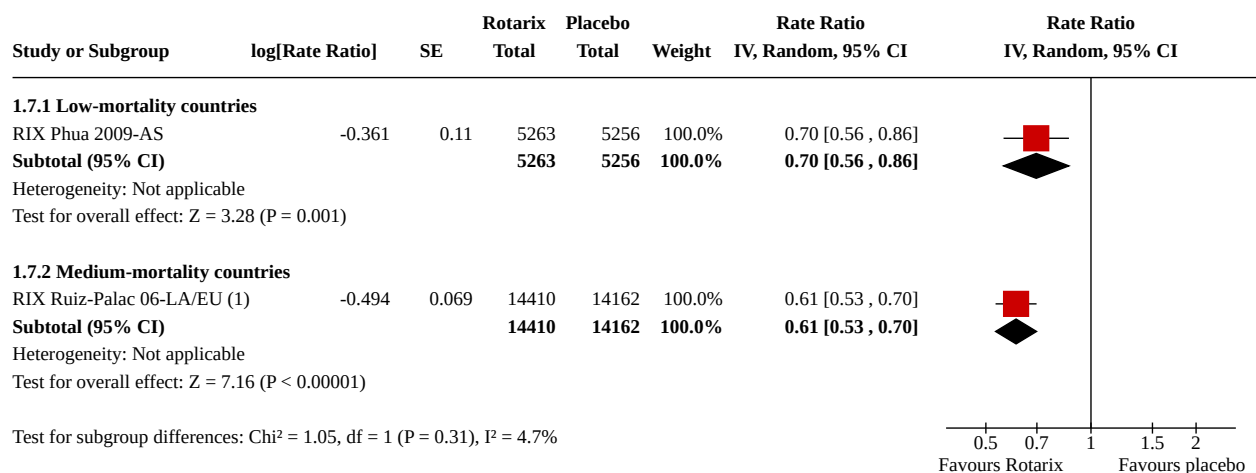 Rotarix Placebo Rate Ratio Rate Ratio
Study or Subgroup log[Rate Ratio] SE Total Total Weight IV, Random, 95% CI IV, Random, 95% CI
1.7.1 Low-mortality countries
RIX Phua 2009-AS -0.361 0.11 5263 5256 100.0% 0.70 [0.56 , 0.86]
Subtotal (95% CI) 5263 5256 100.0% 0.70 [0.56 , 0.86]
Heterogeneity: Not applicable
Test for overall effect: Z = 3.28 (P = 0.001)
1.7.2 Medium-mortality countries
RIX Ruiz-Palac 06-LA/EU (1) -0.494 0.069 14410 14162 100.0% 0.61 [0.53 , 0.70]
Subtotal (95% CI) 14410 14162 100.0% 0.61 [0.53 , 0.70]
Heterogeneity: Not applicable
Test for overall effect: Z = 7.16 (P < 0.00001)
Test for subgroup differences: Chi² = 1.05, df = 1 (P = 0.31), I² = 4.7%
0.5 0.7 1 1.5 2
Favours Rotarix Favours placebo